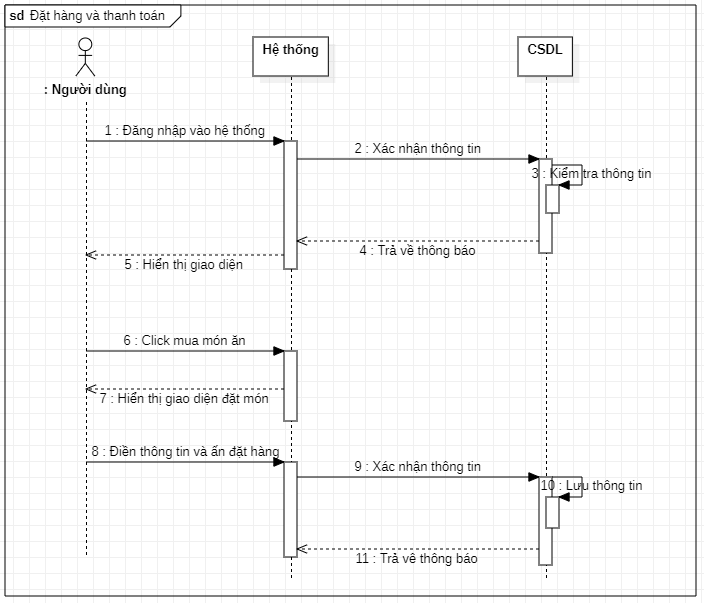 sd Đặt hàng và thanh toán
Hệ thống
CSDL
: Người dùng
1 : Đăng nhập vào hệ thống
2 : Xác nhận thông tin
3 : Kiểm tra thông tin
4 : Trả về thông báo
5 : Hiển thị giao diện
6 : Click mua món ăn
7 : Hiển thị giao diện đặt món
8 : Điền thông tin và ấn đặt hàng
9 : Xác nhận thông tin
10 : Lưu thông tin
11 : Trả vê thông báo